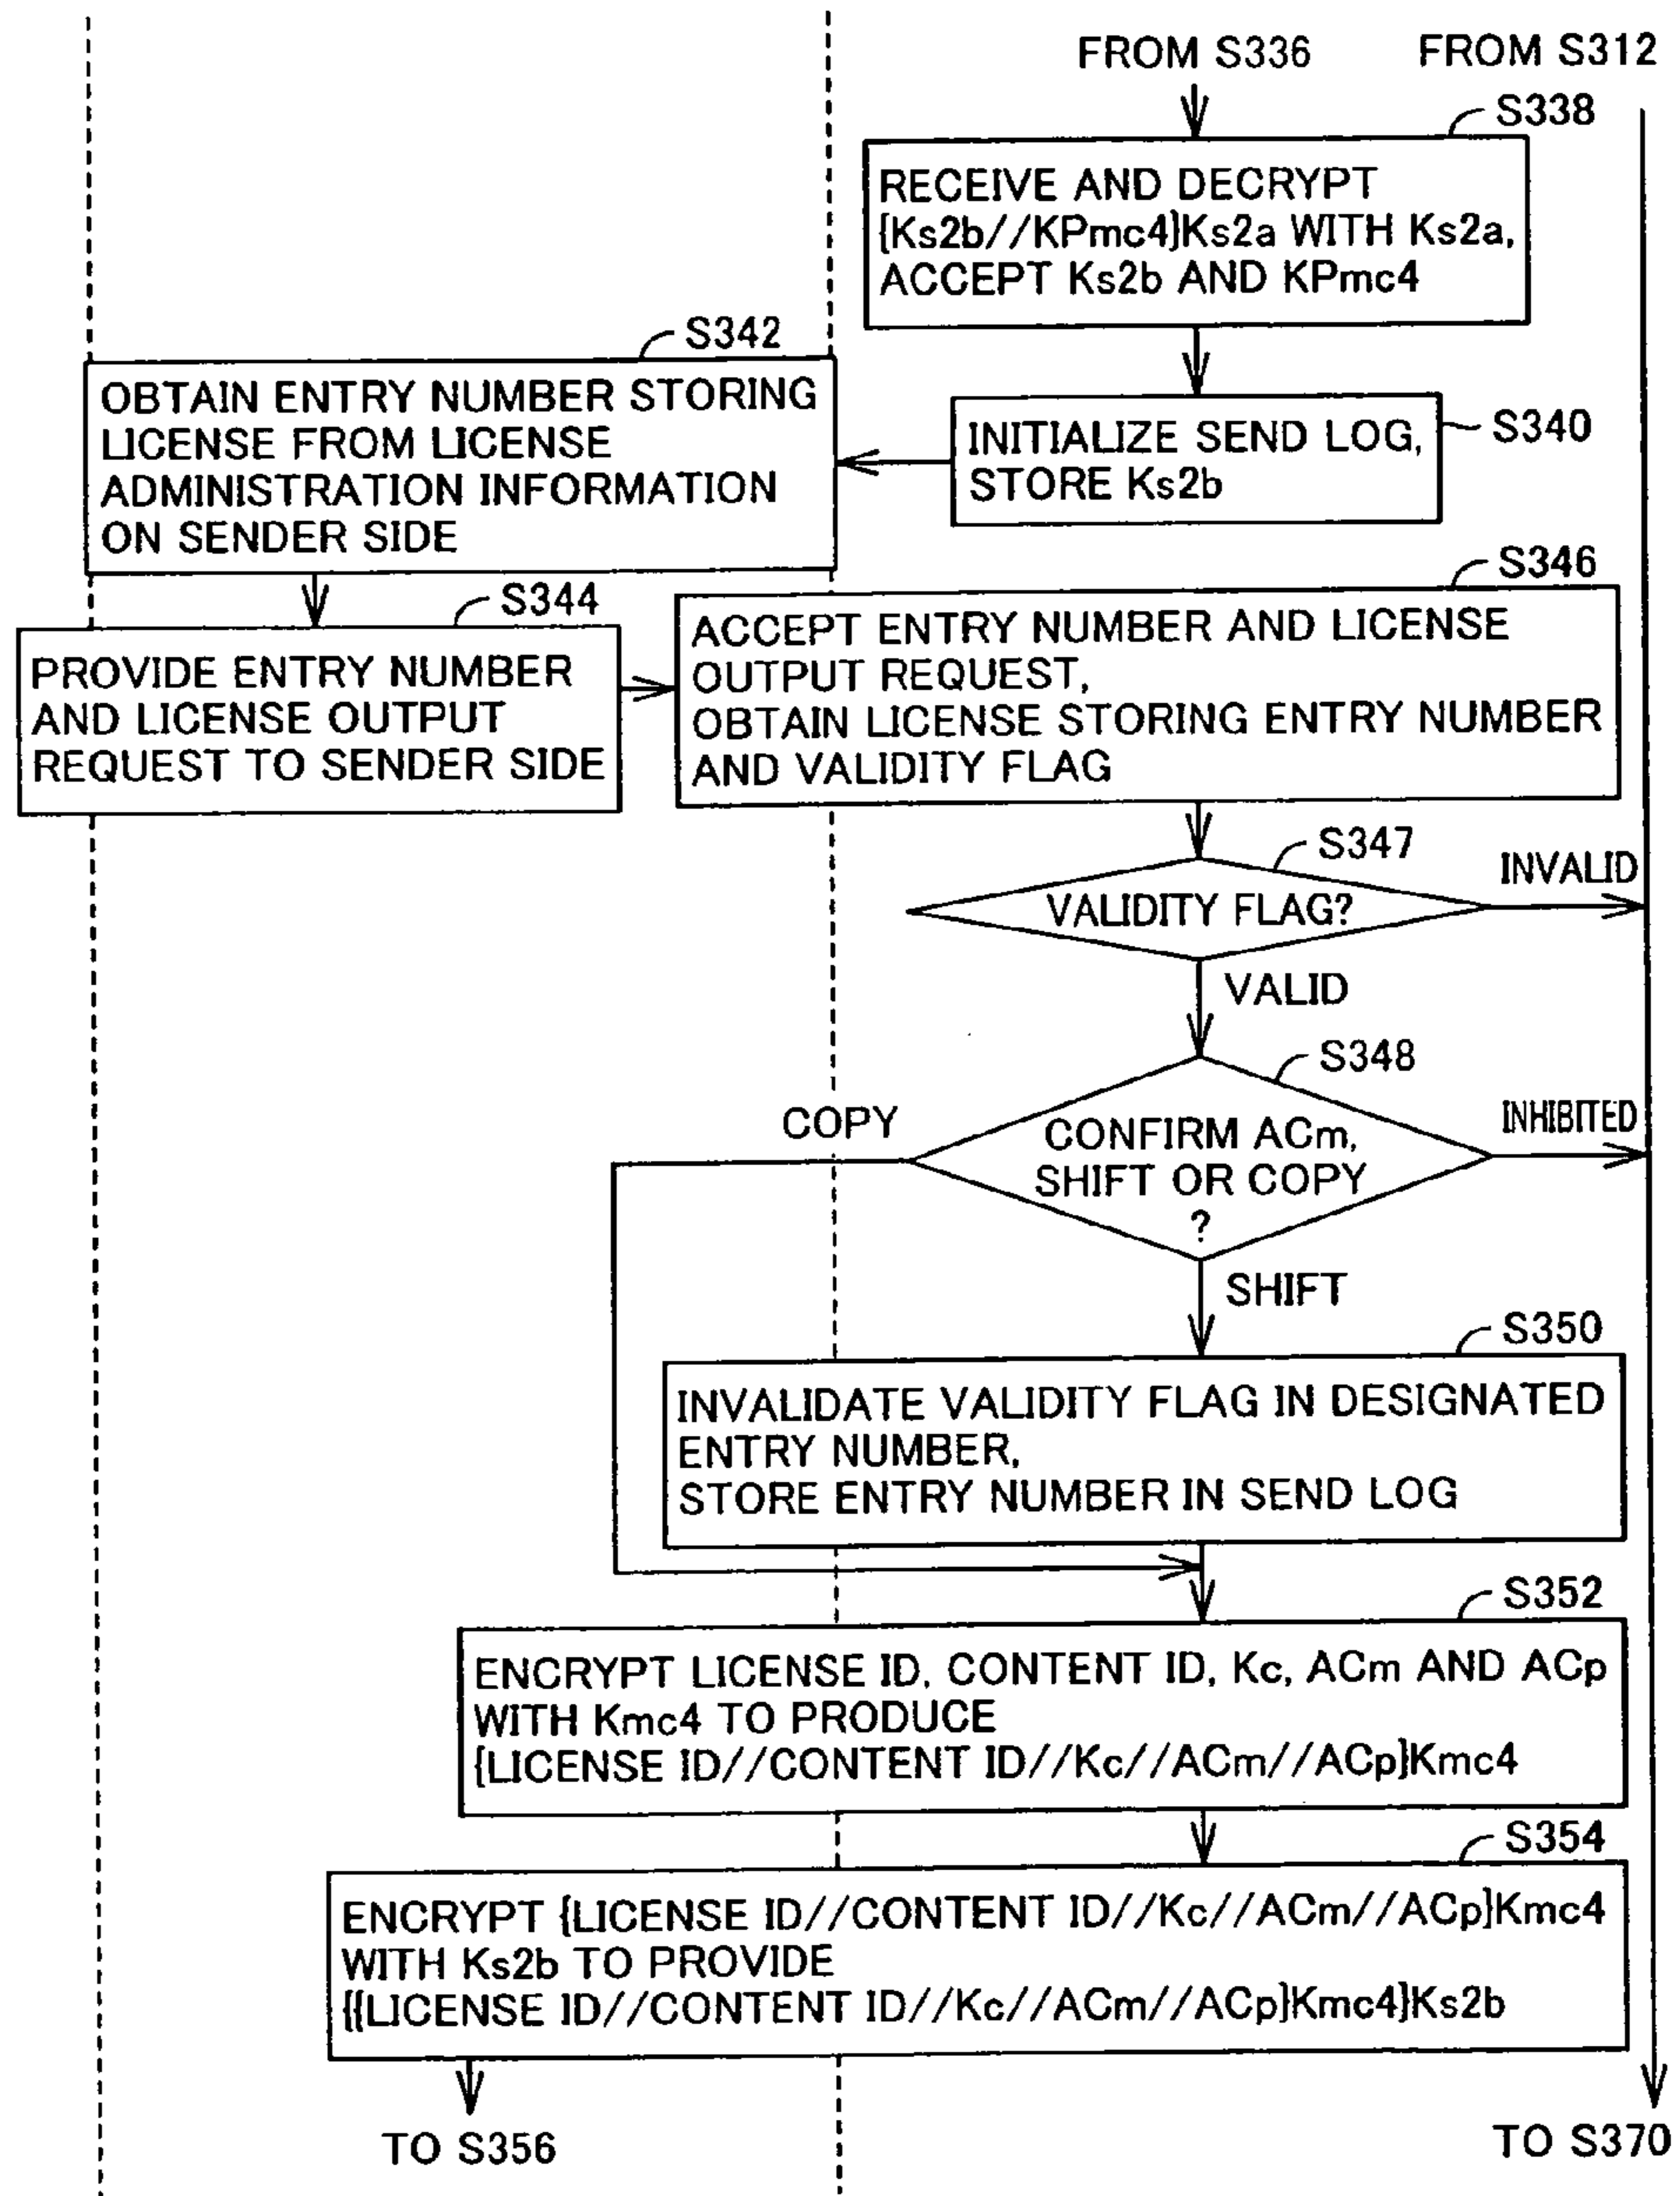 FROM S336
FROM S312
S338
RECEIVE AND DECRYPT
{Ks2b//KPmc4}Ks2a WITH Ks2a,
ACCEPT Ks2b AND KPmc4
S342
OBTAIN ENTRY NUMBER STORING
LICENSE FROM LICENSE
ADMINISTRATION INFORMATION
ON SENDER SIDE
S340
INITIALIZE SEND LOG,
STORE Ks2b
S344
PROVIDE ENTRY NUMBER
AND LICENSE OUTPUT
REQUEST TO SENDER SIDE
S346
ACCEPT ENTRY NUMBER AND LICENSE
OUTPUT REQUEST,
OBTAIN LICENSE STORING ENTRY NUMBER
AND VALIDITY FLAG
S347
VALIDITY FLAG?
INVALID
VALID
S348
CONFIRM ACm,
SHIFT OR COPY
?
COPY
INHIBITED
SHIFT
S350
INVALIDATE VALIDITY FLAG IN DESIGNATED
ENTRY NUMBER,
STORE ENTRY NUMBER IN SEND LOG
S352
ENCRYPT LICENSE ID, CONTENT ID, Kc, ACm AND ACp
WITH Kmc4 TO PRODUCE
{LICENSE ID//CONTENT ID//Kc//ACm//ACp}Kmc4
S354
ENCRYPT {LICENSE ID//CONTENT ID//Kc//ACm//ACp}Kmc4
WITH Ks2b TO PROVIDE
{{LICENSE ID//CONTENT ID//Kc//ACm//ACp}Kmc4}Ks2b
TO S356
TO S370